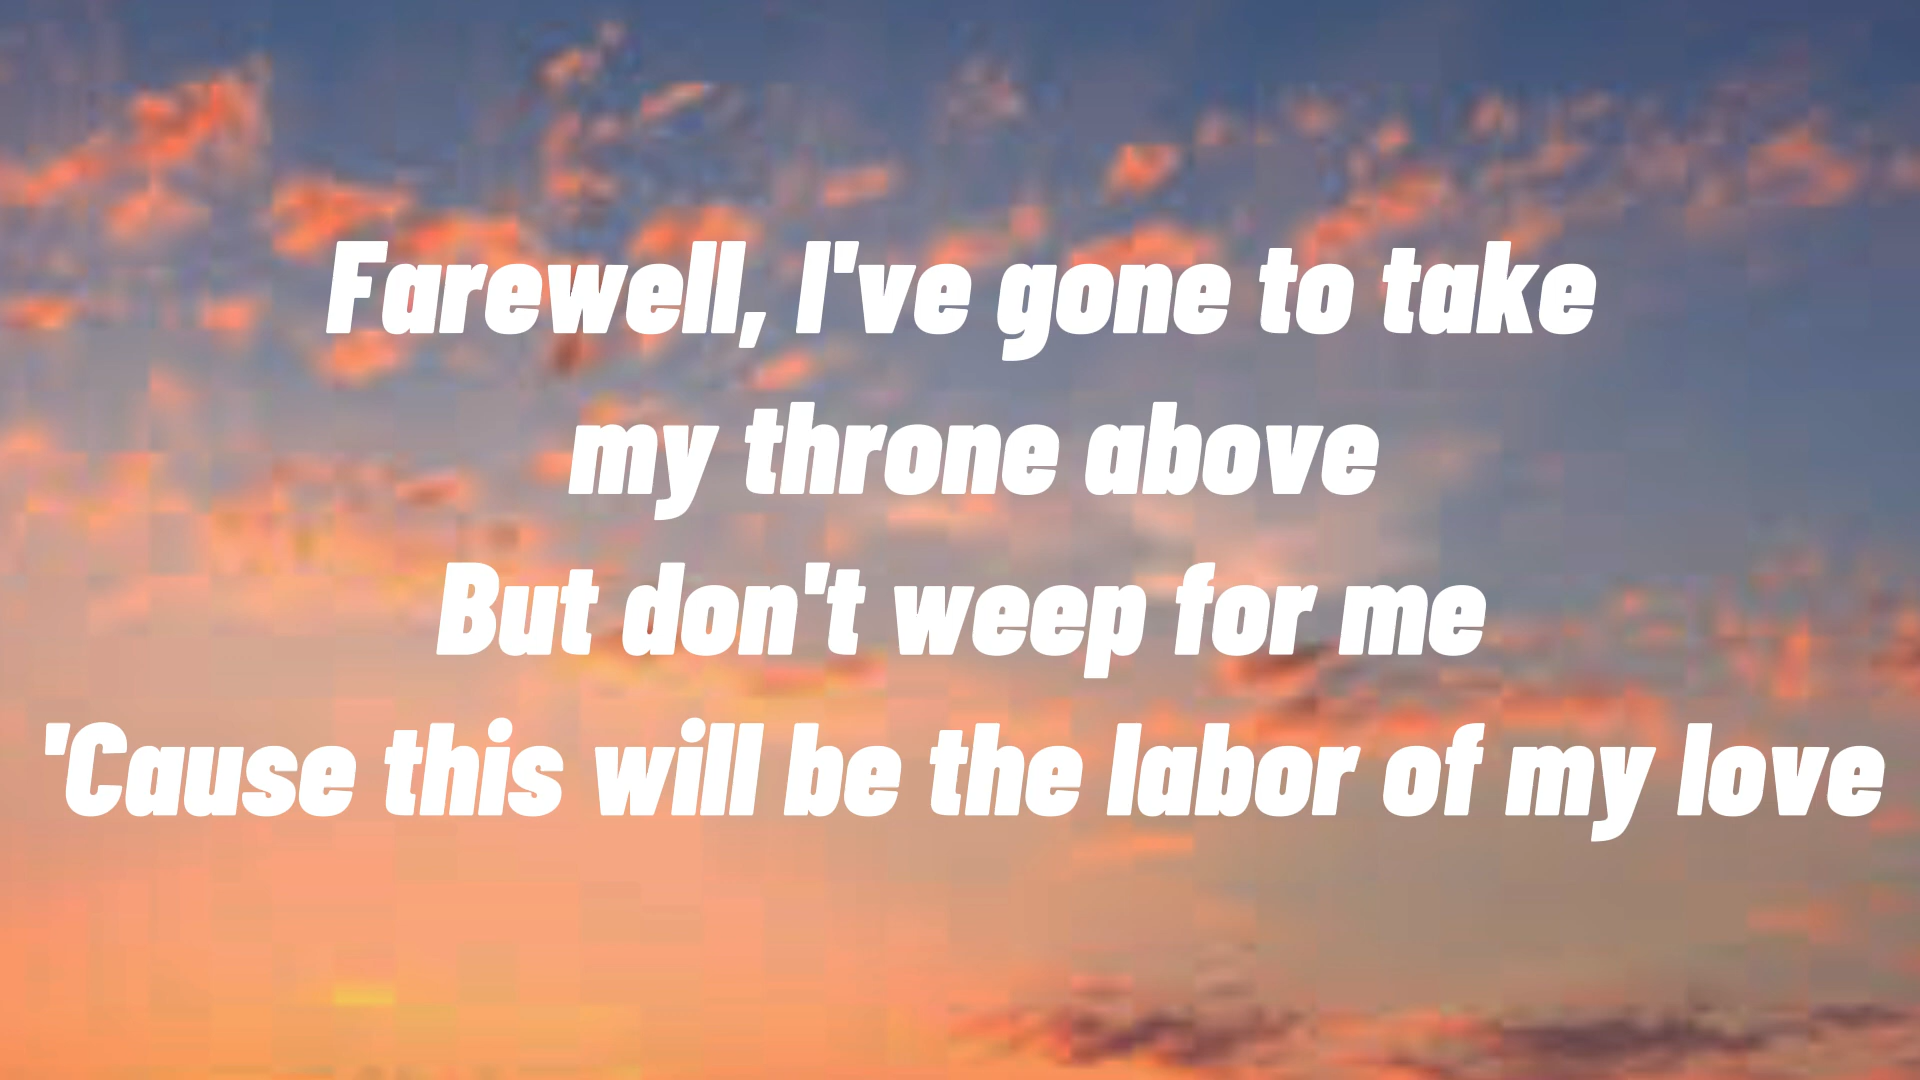 Farewell, I've gone to take
my throne above
But don't weep for me
'Cause this will be the labor of my love